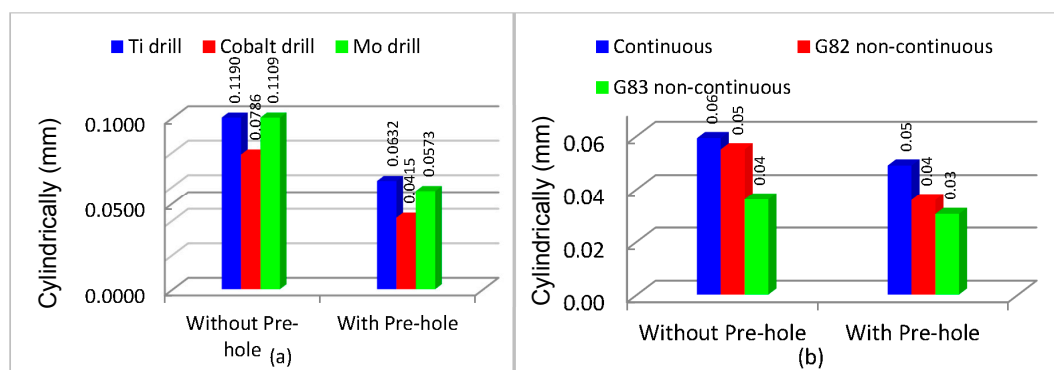 Ti drill Cobalt drill Mo drill
Cylindrically (mm)
0.1000
0.0500
0.0000
0.1190
0.0786
0.1109
0.0632
0.0415
0.0573
Without Pre-
hole
With Pre-hole
(a)
Continuous G82 non-continuous
G83 non-continuous
Cylindrically (mm)
0.06
0.04
0.02
0.00
0.06
0.05
0.04
0.05
0.04
0.03
Without Pre-hole With Pre-hole
(b)